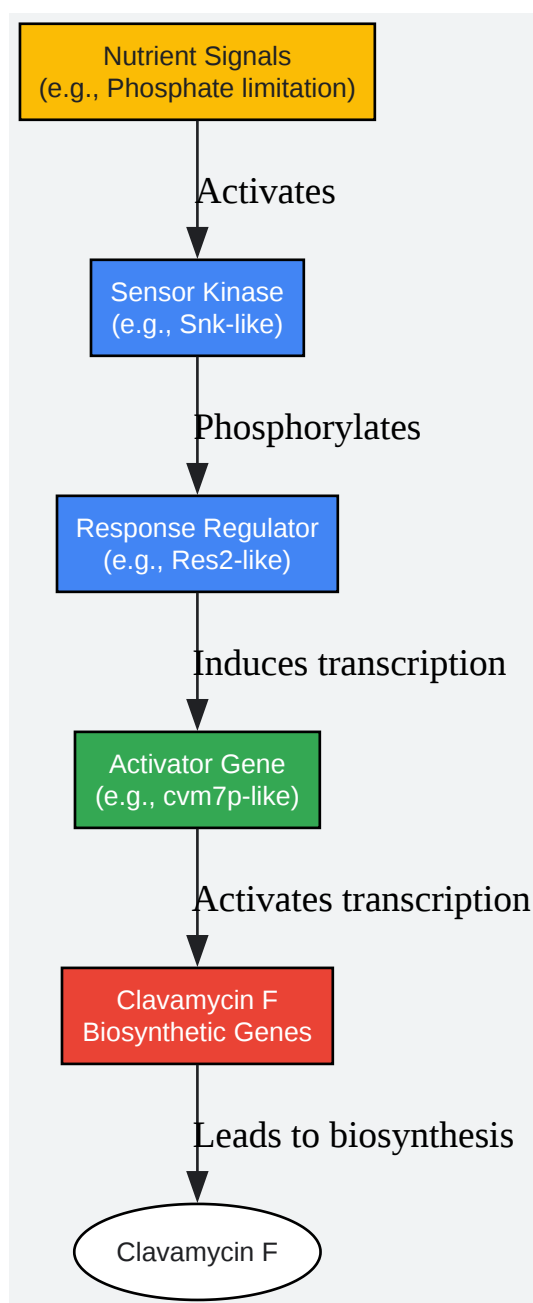 Nutrient Signals
(e.g., Phosphate limitation)
Activates
Sensor Kinase
(e.g., Snk-like)
Phosphorylates
Response Regulator
(e.g., Res2-like)
Induces transcription
Activator Gene
(e.g., cvm7p-like)
Activates transcription
Clavamycin F
Biosynthetic Genes
Leads to biosynthesis
Clavamycin F